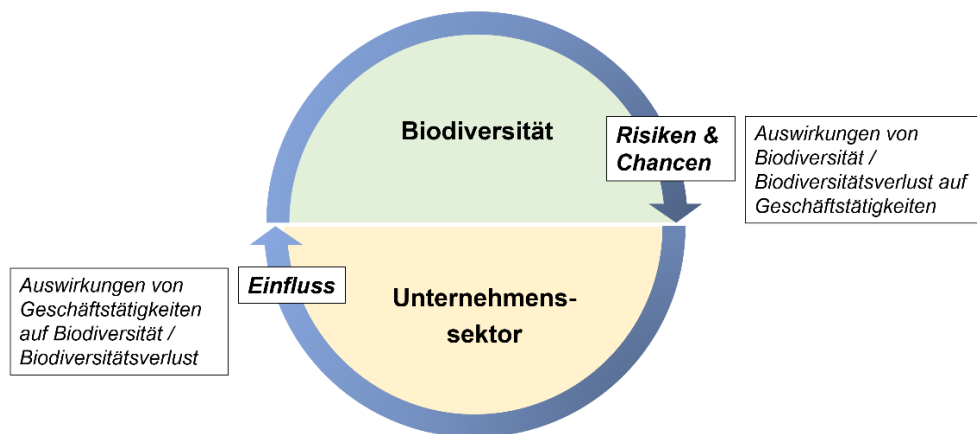 Biodiversität
Risiken &
Chancen
Auswirkungen von
Biodiversität /
Biodiversitätsverlust auf
Geschäftstätigkeiten
Auswirkungen von
Geschäftstätigkeiten
auf Biodiversität /
Biodiversitätsverlust
Einfluss
Unternehmens-
sektor